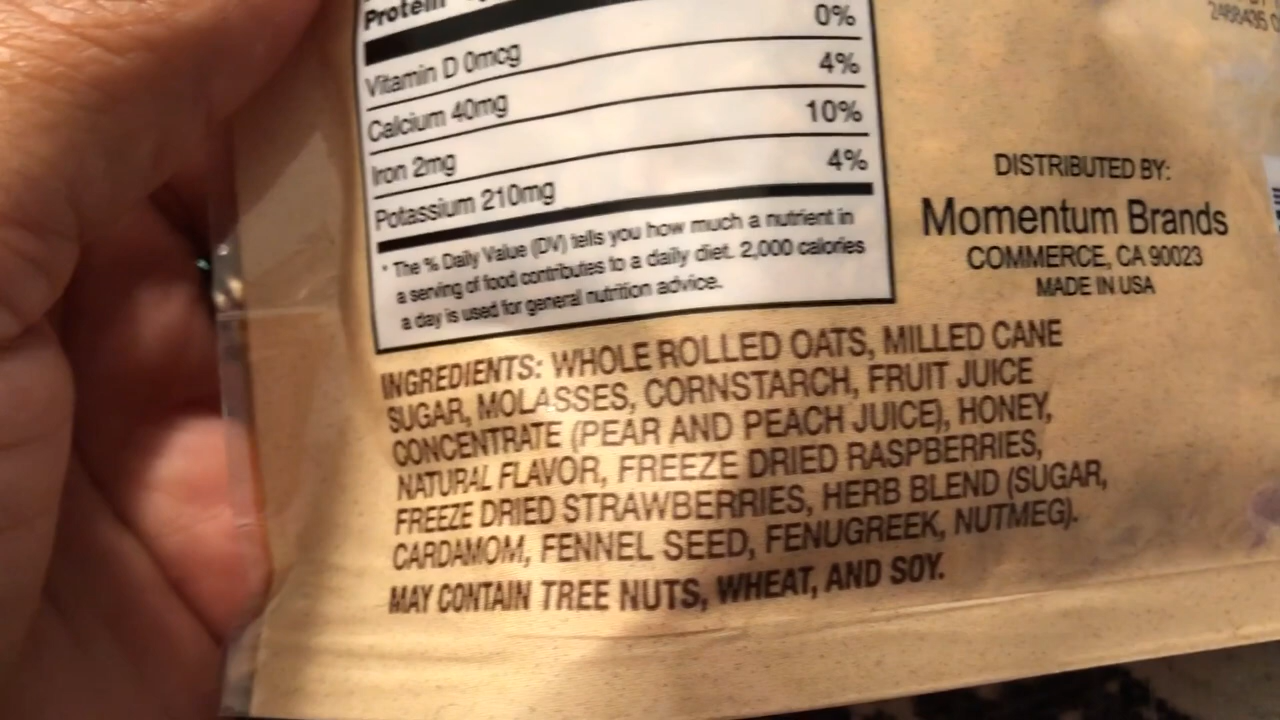 Protein
0%
Vitamin D 0mcg
4%
Calcium 40mg
10%
Iron 2mg
4%
Potassium 210mg
* The % Daily Value (DV) tells you how much a nutrient in
a serving of food contributes to a daily diet. 2,000 calories
a day is used for general nutrition advice.
DISTRIBUTED BY:
Momentum Brands
COMMERCE, CA 90023
MADE IN USA
INGREDIENTS: WHOLE ROLLED OATS, MILLED CANE
SUGAR, MOLASSES, CORNSTARCH, FRUIT JUICE
CONCENTRATE (PEAR AND PEACH JUICE), HONEY,
NATURAL FLAVOR, FREEZE DRIED RASPBERRIES,
FREEZE DRIED STRAWBERRIES, HERB BLEND (SUGAR,
CARDAMOM, FENNEL SEED, FENUGREEK, NUTMEG).
MAY CONTAIN TREE NUTS, WHEAT, AND SOY.